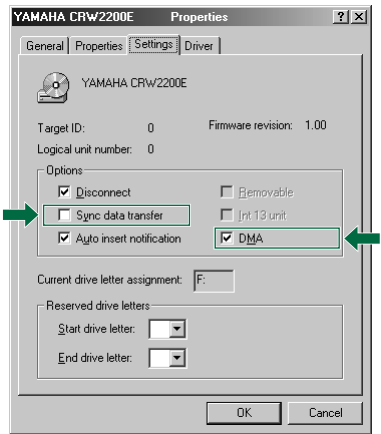 YAMAHA CRW2200E Properties
General Properties Settings Driver
YAMAHA CRW2200E
Target ID: 0 Firmware revision: 1.00
Logical unit number: 0
Options
Disconnect Removable
Sync data transfer Int 13 unit
Auto insert notification DMA
Current drive letter assignment: F:
Reserved drive letters
Start drive letter:
End drive letter:
OK Cancel